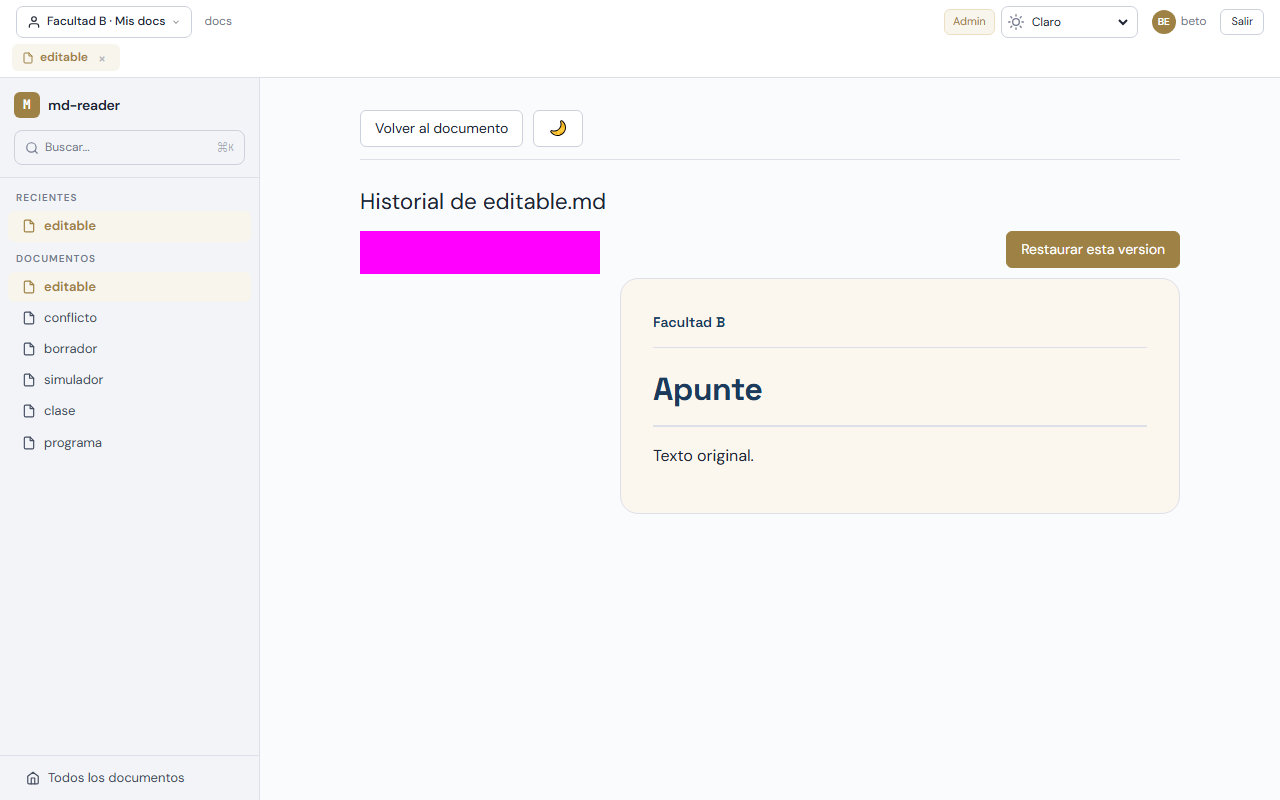 Facultad B · Mis docs
docs
Admin
Claro
BE
beto
Salir
editable ×
M
md-reader
Buscar...
⌘K
RECIENTES
editable
DOCUMENTOS
editable
conflicto
borrador
simulador
clase
programa
Todos los documentos
Volver al documento
Historial de editable.md
Restaurar esta version
Facultad B
Apunte
Texto original.